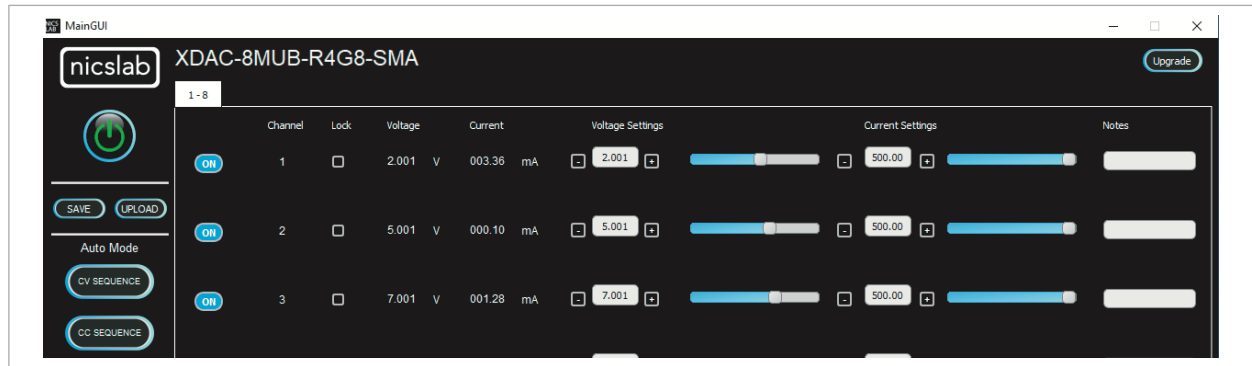 NICS
LAB
MainGUI
nicslab
XDAC-8MUB-R4G8-SMA
Upgrade
1 - 8
Channel Lock Voltage Current Voltage Settings Current Settings Notes
ON 1 2.001 V 003.36 mA - 2.001 + - 500.00 +
SAVE UPLOAD
ON 2 5.001 V 000.10 mA - 5.001 + - 500.00 +
Auto Mode
CV SEQUENCE
ON 3 7.001 V 001.28 mA - 7.001 + - 500.00 +
CC SEQUENCE